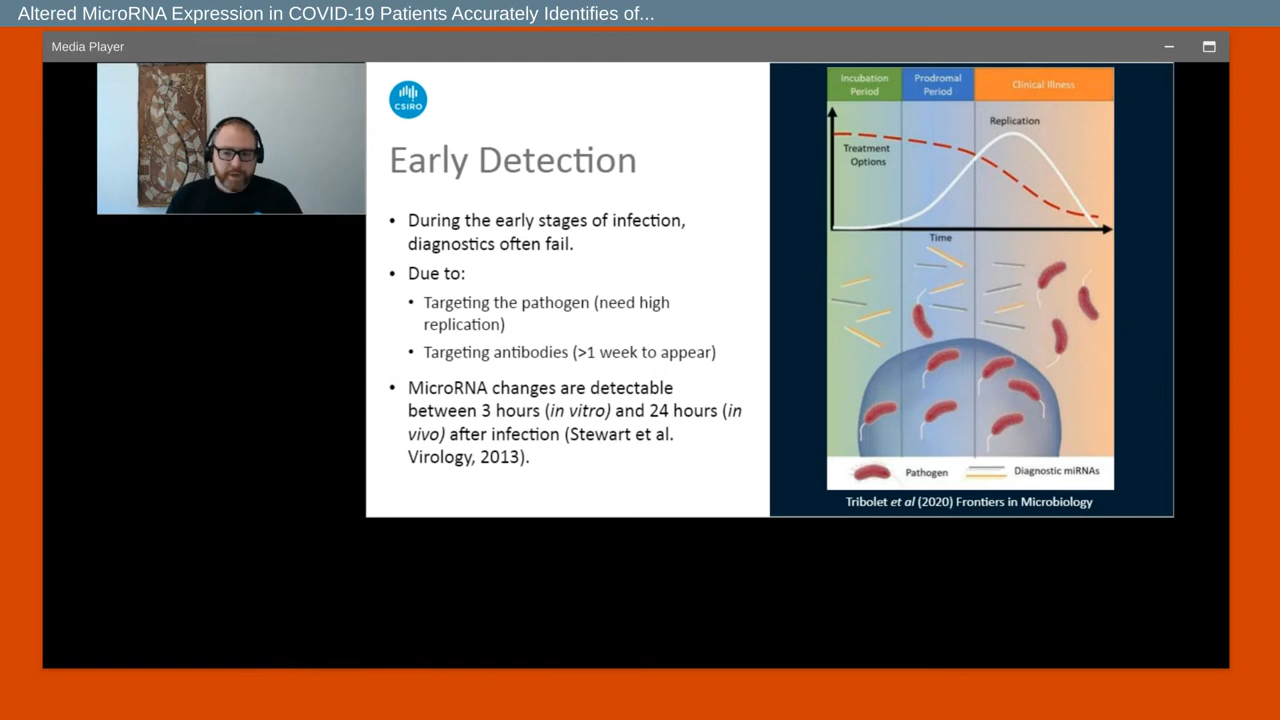 Altered MicroRNA Expression in COVID-19 Patients Accurately Identifies of...
Media Player
CSIRO
Early Detection
• During the early stages of infection,
diagnostics often fail.
• Due to:
• Targeting the pathogen (need high
replication)
• Targeting antibodies (>1 week to appear)
• MicroRNA changes are detectable
between 3 hours (in vitro) and 24 hours (in
vivo) after infection (Stewart et al.
Virology, 2013).
Incubation
Period
Prodromal
Period
Clinical Illness
Replication
Treatment
Options
Time
Pathogen
Diagnostic miRNAs
Tribolet et al (2020) Frontiers in Microbiology